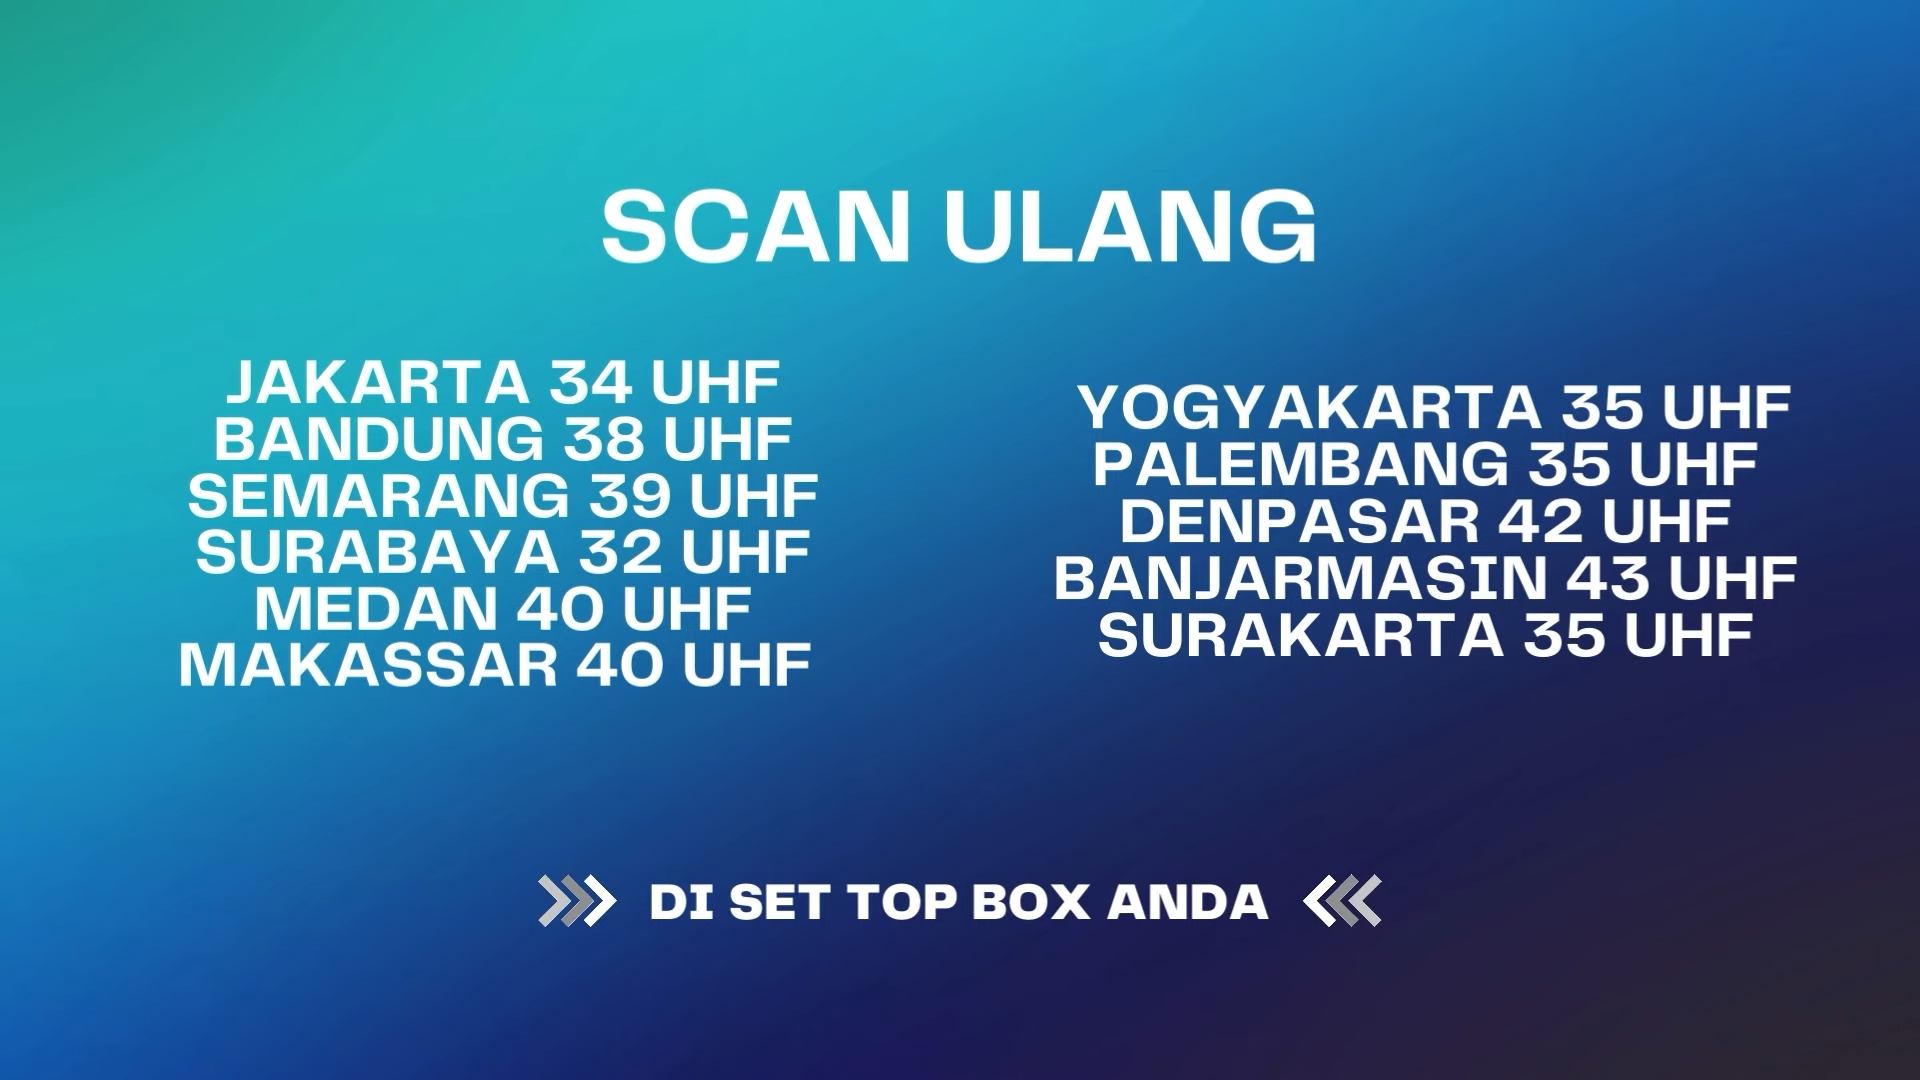 SCAN ULANG
JAKARTA 34 UHF
BANDUNG 38 UHF
SEMARANG 39 UHF
SURABAYA 32 UHF
MEDAN 40 UHF
MAKASSAR 40 UHF
YOGYAKARTA 35 UHF
PALEMBANG 35 UHF
DENPASAR 42 UHF
BANJARMASIN 43 UHF
SURAKARTA 35 UHF
DI SET TOP BOX ANDA